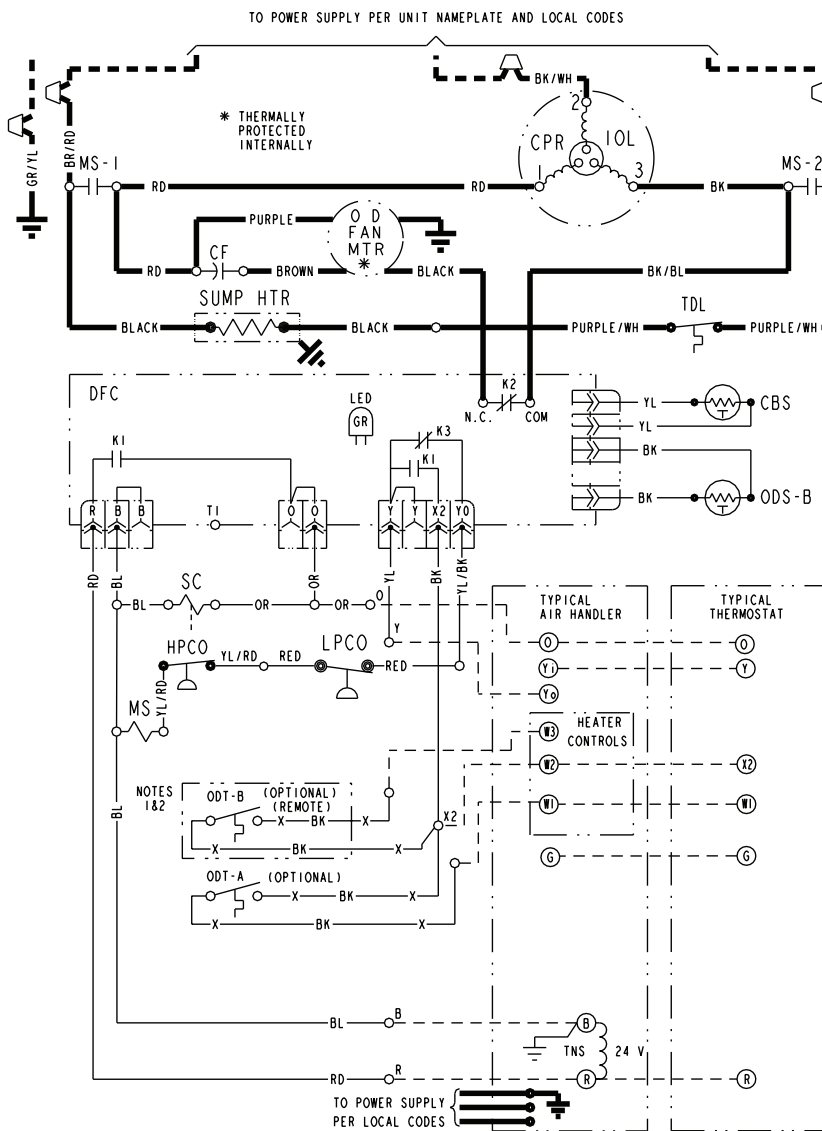 TO POWER SUPPLY PER UNIT NAMEPLATE AND LOCAL CODES
BK/WH
2
* THERMALLY
PROTECTED
INTERNALLY
CPR
IOL
GR/YL
BR/RD
MS-1
1
3
MS-2
RD
RD
BK
PURPLE
O D
FAN
MTR
*
CF
RD
BROWN
BLACK
BK/BL
SUMP HTR
TDL
BLACK
BLACK
PURPLE/WH
PURPLE/WH
DFC
LED
GR
K2
N.C.
COM
YL
CBS
YL
K3
K1
K1
BK
BK
ODS-B
R
B
B
T1
O
O
Y
Y
X2
YO
RD
BL
OR
YL
BK
YL/BK
SC
BL
OR
OR
O
TYPICAL
AIR HANDLER
TYPICAL
THERMOSTAT
Y
O
O
HPCO
YL/RD
RED
LPCO
RED
Y1
Y
YO
YL/RD
MS
W3
HEATER
CONTROLS
W2
X2
NOTES
1&2
ODT-B
(OPTIONAL)
(REMOTE)
BL
X
BK
X
X2
W1
W1
X
BK
X
G
G
ODT-A
(OPTIONAL)
X
BK
X
X
BK
X
BL
B
B
TNS
24 V
RD
R
R
R
TO POWER SUPPLY
PER LOCAL CODES